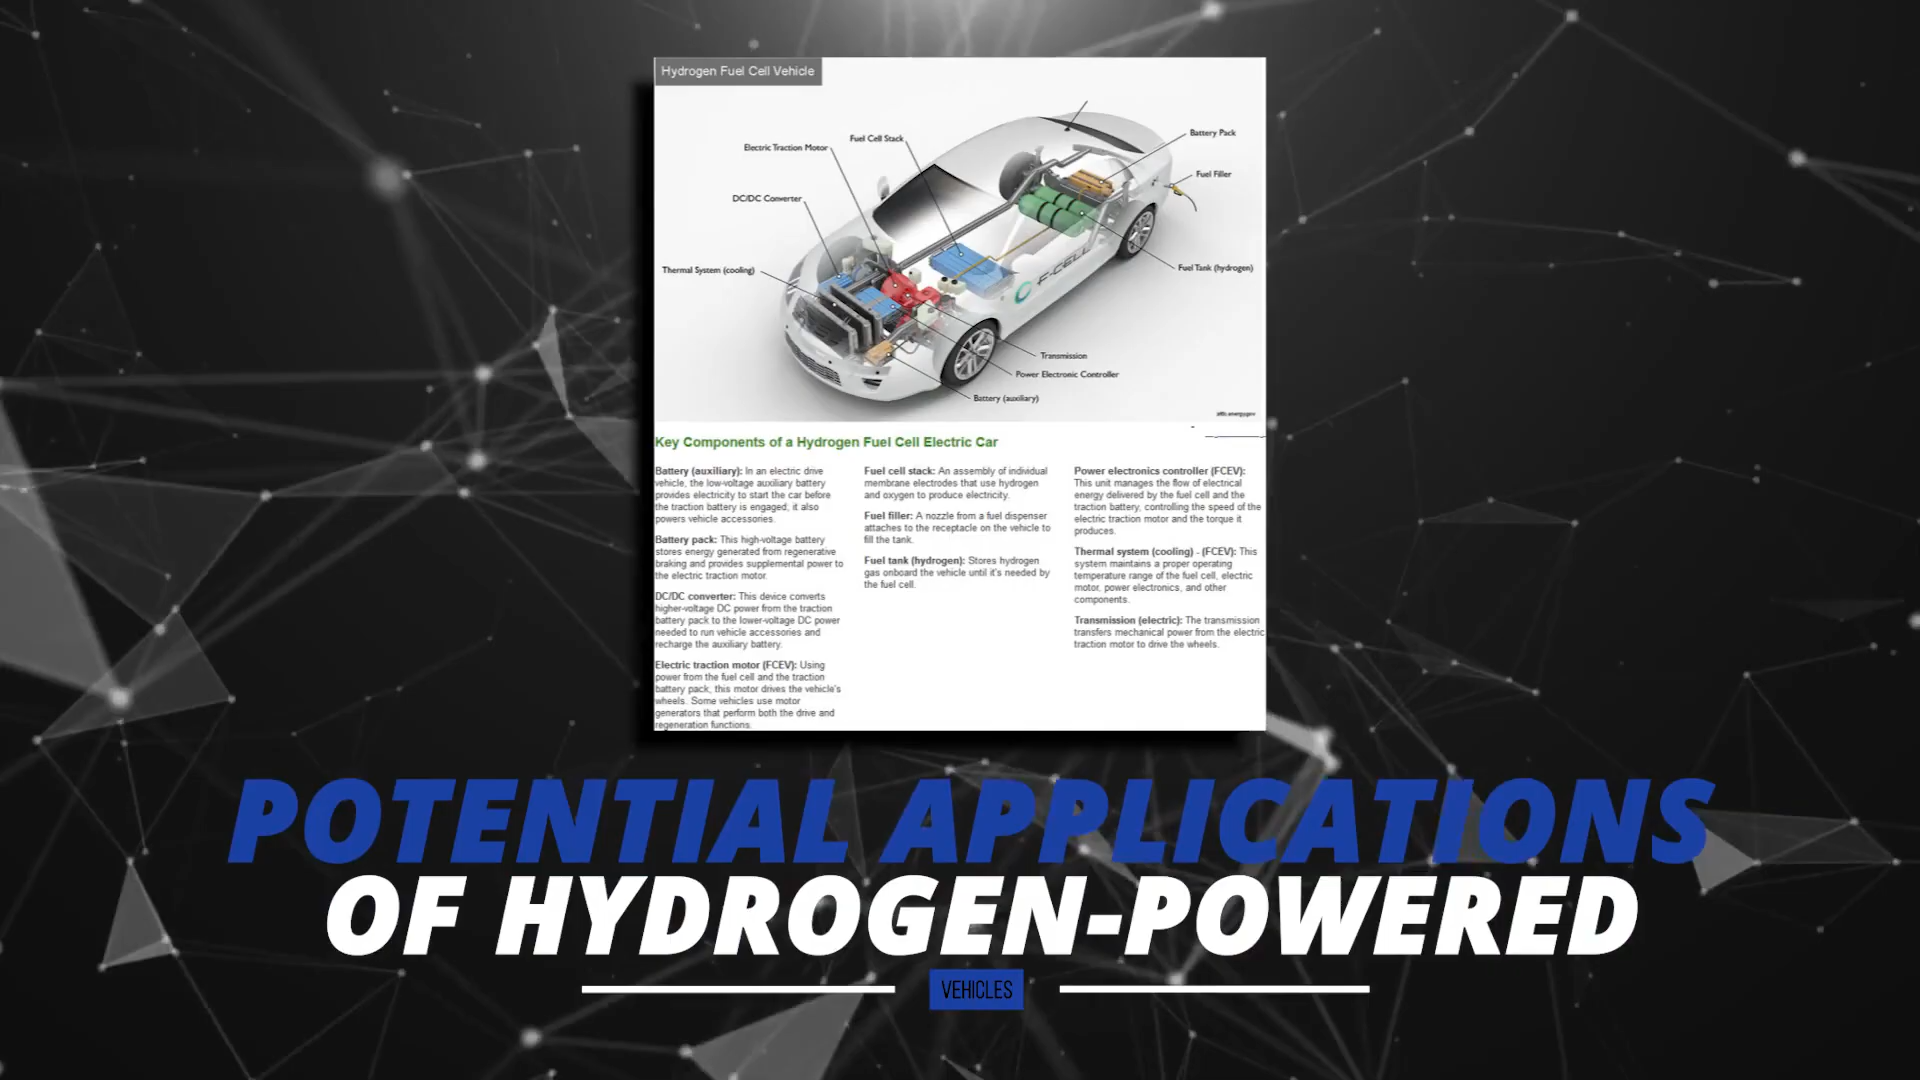 Hydrogen Fuel Cell Vehicle
Fuel Cell Stack
Battery Pack
Electric Traction Motor
Fuel Filler
DC/DC Converter
Thermal System (cooling)
Fuel Tank (hydrogen)
F-CELL
Transmission
Power Electronic Controller
Battery (auxiliary)
afdc.energy.gov
Key Components of a Hydrogen Fuel Cell Electric Car
Battery (auxiliary): In an electric drive
vehicle, the low-voltage auxiliary battery
provides electricity to start the car before
the traction battery is engaged, it also
powers vehicle accessories.
Battery pack: This high-voltage battery
stores energy generated from regenerative
braking and provides supplemental power to
the electric traction motor.
DC/DC converter: This device converts
higher-voltage DC power from the traction
battery pack to the lower-voltage DC power
needed to run vehicle accessories and
recharge the auxiliary battery.
Electric traction motor (FCEV): Using
power from the fuel cell and the traction
battery pack, this motor drives the vehicle's
wheels. Some vehicles use motor
generators that perform both the drive and
regeneration functions.
Fuel cell stack: An assembly of individual
membrane electrodes that use hydrogen
and oxygen to produce electricity.
Fuel filler: A nozzle from a fuel dispenser
attaches to the receptacle on the vehicle to
fill the tank.
Fuel tank (hydrogen): Stores hydrogen
gas onboard the vehicle until it's needed by
the fuel cell.
Power electronics controller (FCEV):
This unit manages the flow of electrical
energy delivered by the fuel cell and the
traction battery, controlling the speed of the
electric traction motor and the torque it
produces.
Thermal system (cooling) - (FCEV): This
system maintains a proper operating
temperature range of the fuel cell, electric
motor, power electronics, and other
components.
Transmission (electric): The transmission
transfers mechanical power from the electric
traction motor to drive the wheels.
POTENTIAL APPLICATIONS
OF HYDROGEN-POWERED
VEHICLES